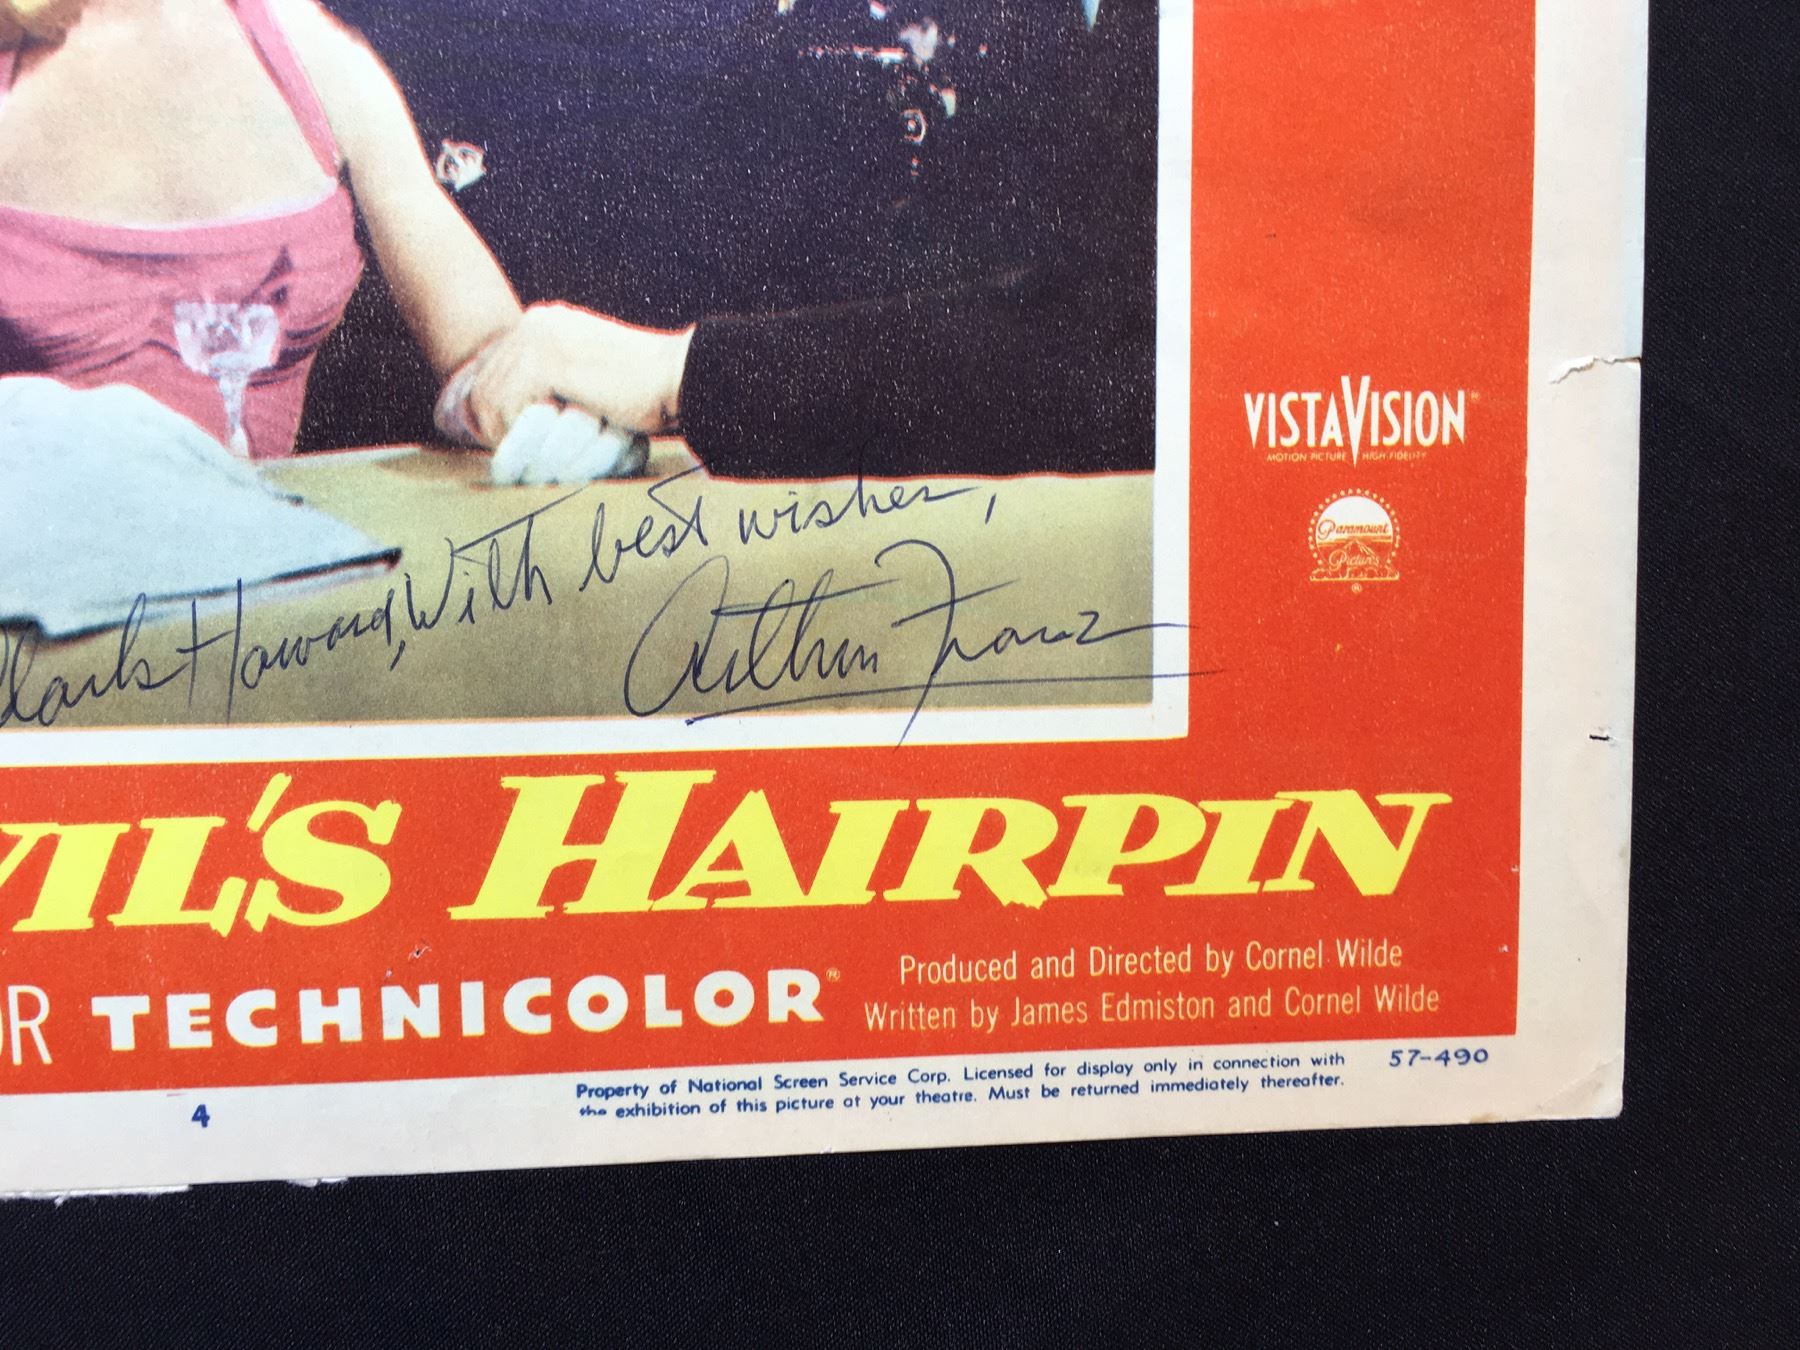 VISTAVISION®
MOTION PICTURE HIGH-FIDELITY
Paramount
Pictures
®
Clark Howard, With best wishes,
Arthur Franz
VIL'S HAIRPIN
OR TECHNICOLOR®
Produced and Directed by Cornel Wilde
Written by James Edmiston and Cornel Wilde
Property of National Screen Service Corp. Licensed for display only in connection with
the exhibition of this picture at your theatre. Must be returned immediately thereafter.
57-490
4